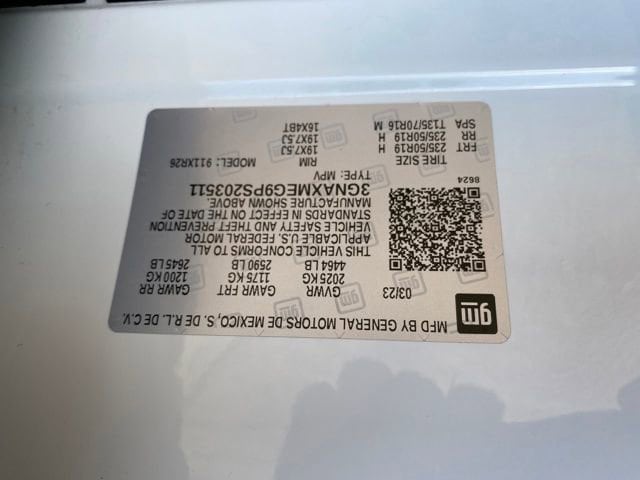 MFD BY GENERAL MOTORS DE MEXICO, S. DE R.L. DE C.V.
gm
03/23 GVWR GAWR FRT GAWR RR
2025 KG 1175 KG 1200 KG
4464 LB 2590 LB 2645 LB
THIS VEHICLE CONFORMS TO ALL
APPLICABLE U.S. FEDERAL MOTOR
VEHICLE SAFETY AND THEFT PREVENTION
STANDARDS IN EFFECT ON THE DATE OF
MANUFACTURE SHOWN ABOVE.
3GNAXMEG9PS203511
8624 TYPE: MPV
TIRE SIZE RIM MODEL: 911XR26
FRT 235/50R19 H 19X7.5J
RR 235/50R19 H 19X7.5J
SPA T135/70R16 M 16X4BT